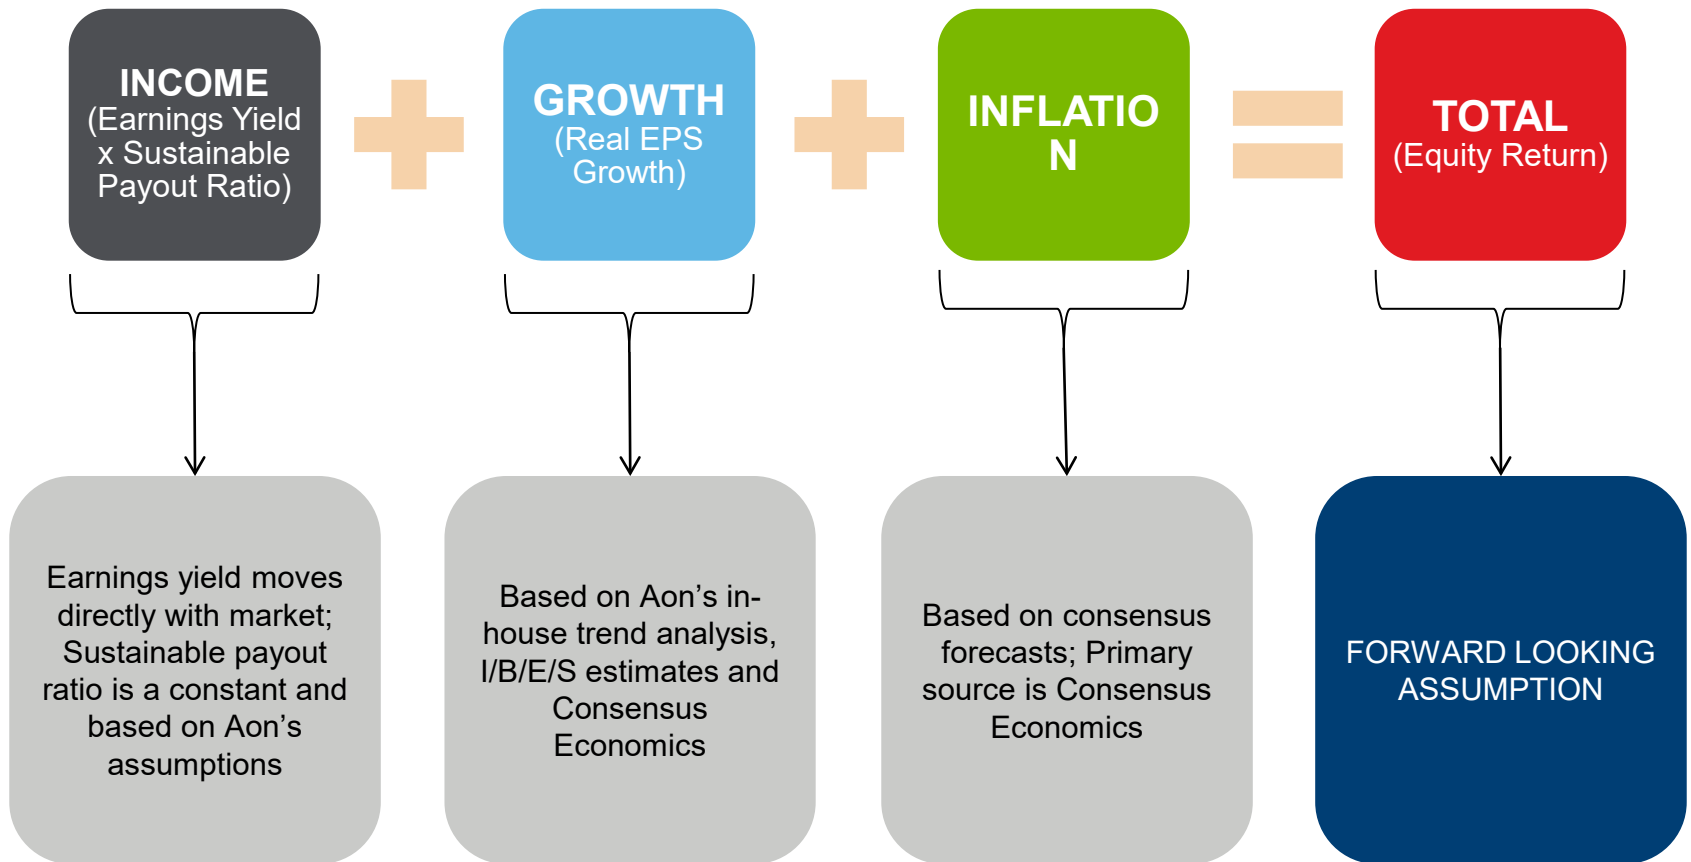 INCOME
(Earnings Yield
x Sustainable
Payout Ratio)
GROWTH
(Real EPS
Growth)
INFLATIO
N
TOTAL
(Equity Return)
Earnings yield moves
directly with market;
Sustainable payout
ratio is a constant and
based on Aon’s
assumptions
Based on Aon’s in-
house trend analysis,
I/B/E/S estimates and
Consensus
Economics
Based on consensus
forecasts; Primary
source is Consensus
Economics
FORWARD LOOKING
ASSUMPTION